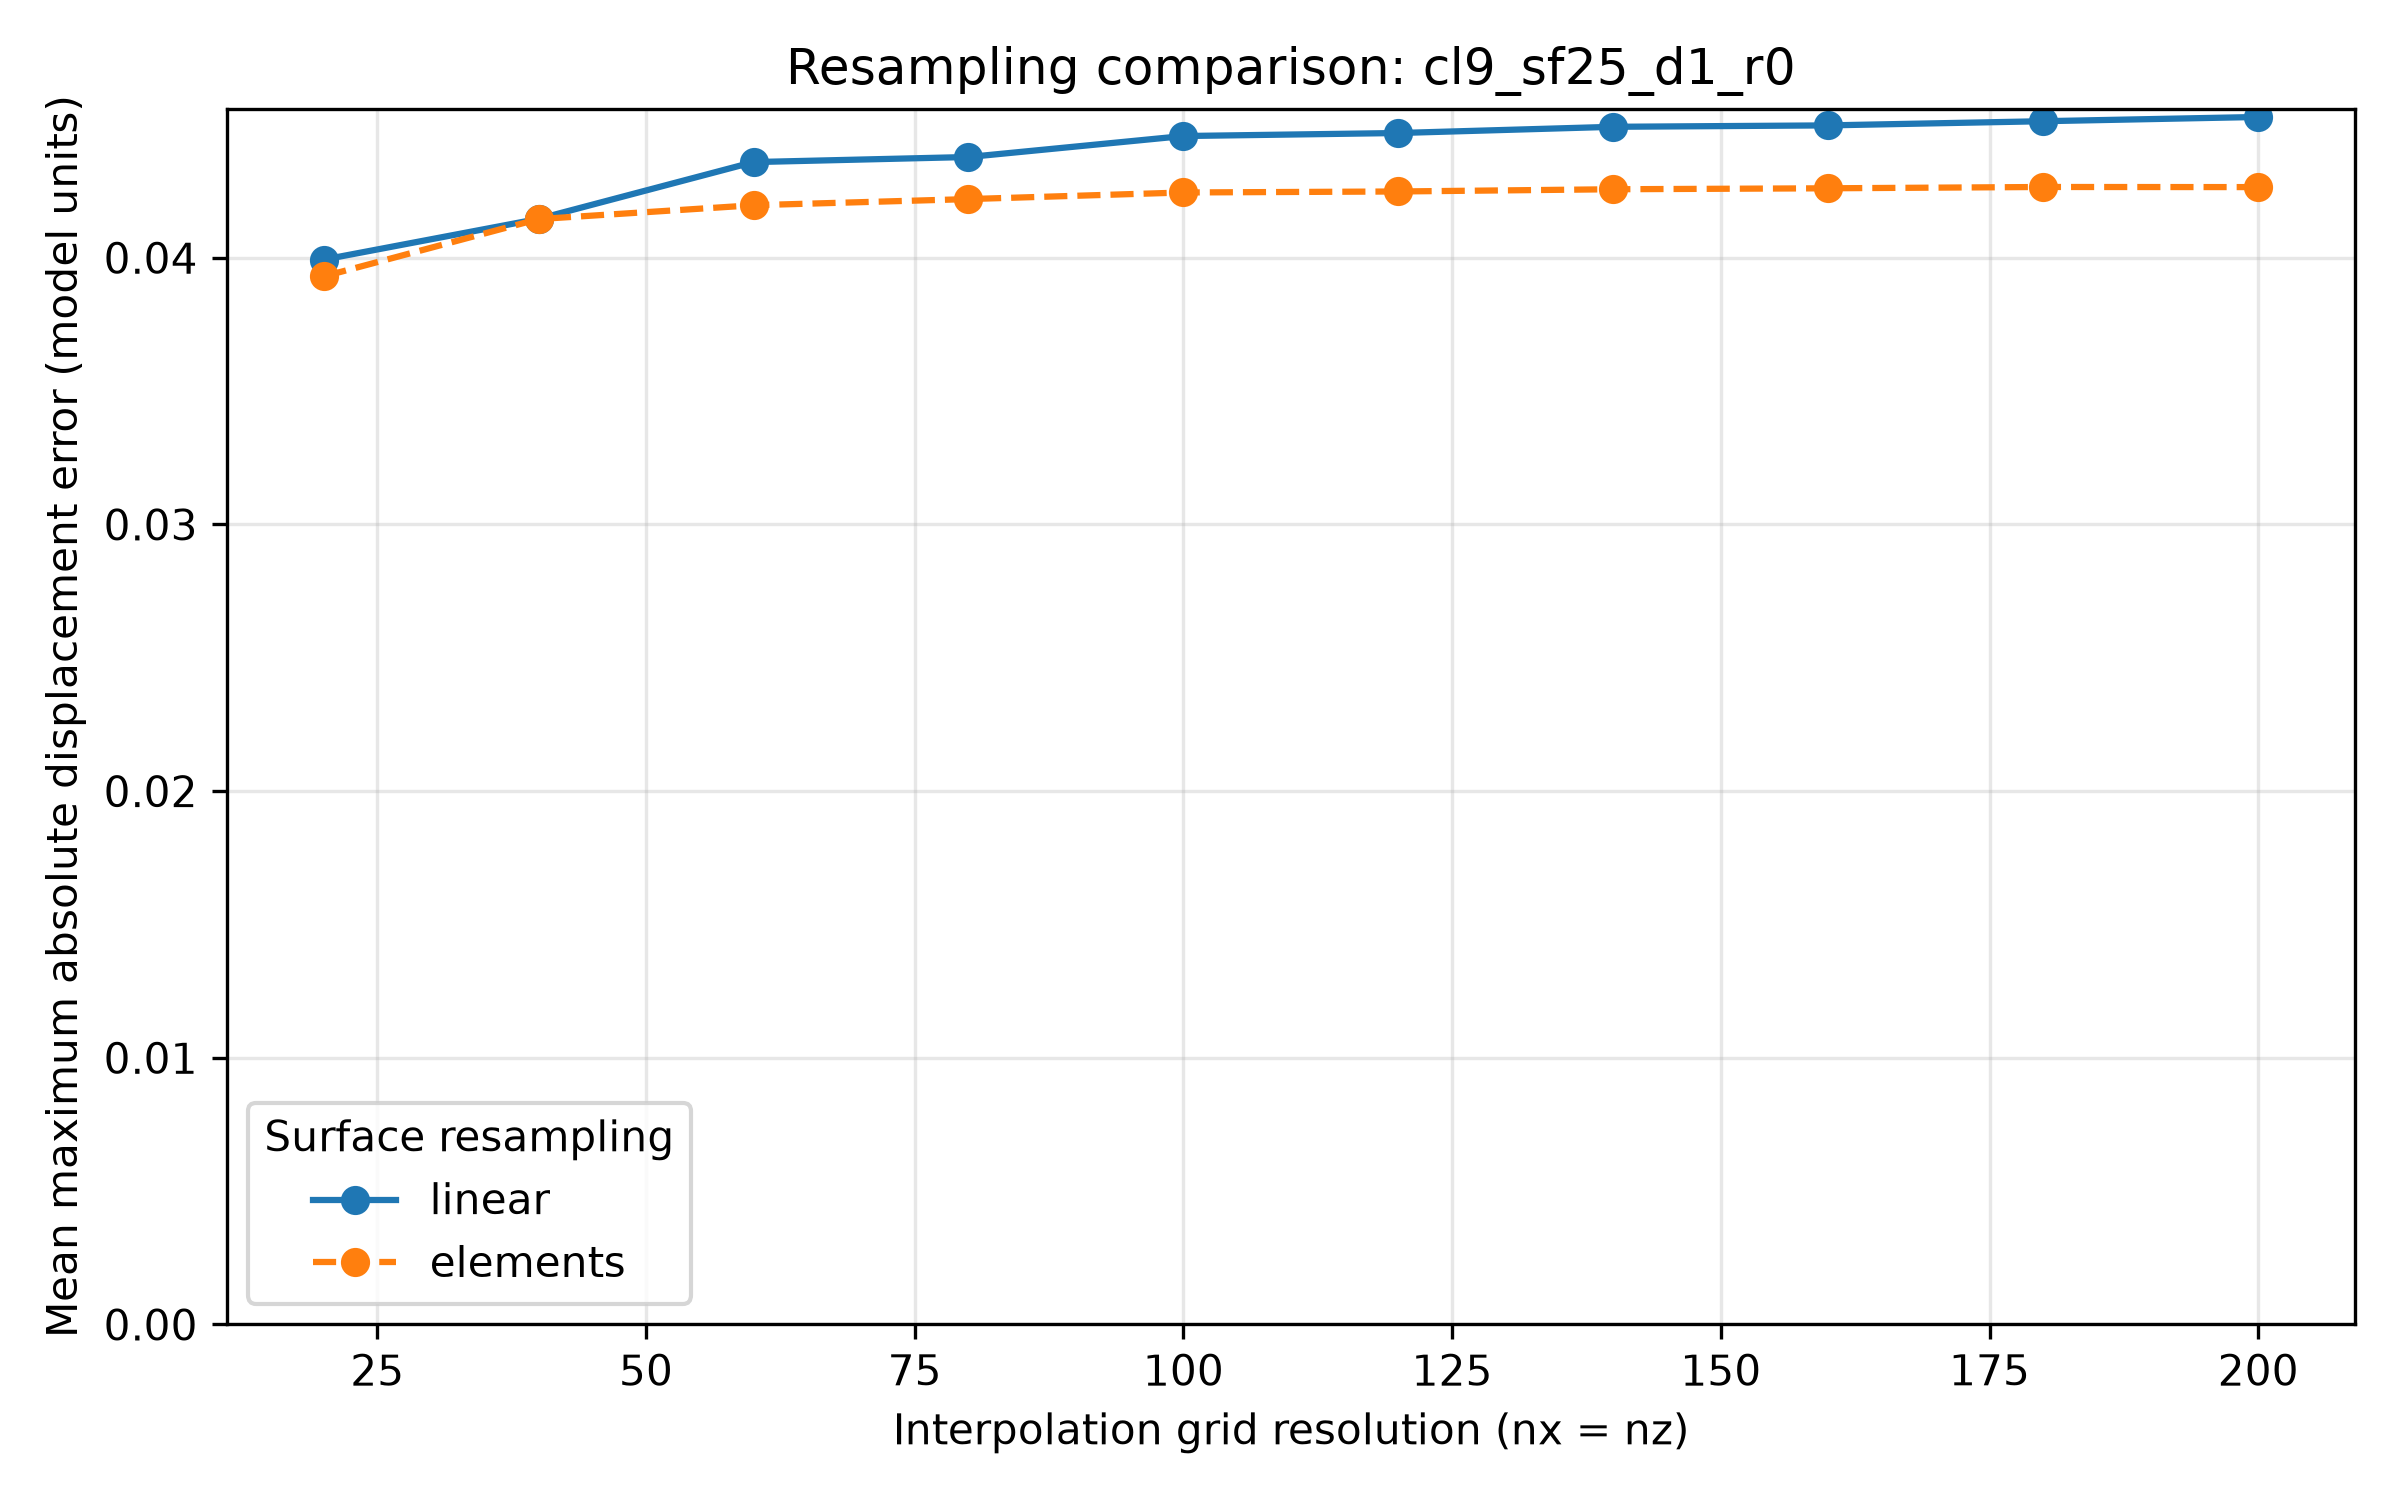 Resampling comparison: cl9_sf25_d1_r0
Mean maximum absolute displacement error (model units)
0.04
0.03
0.02
0.01
0.00
Surface resampling
linear
elements
25 50 75 100 125 150 175 200
Interpolation grid resolution (nx = nz)